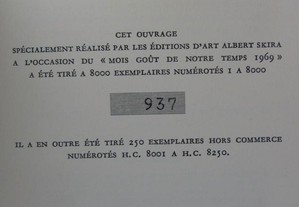 CET OUVRAGE
SPÉCIALEMENT RÉALISÉ PAR LES ÉDITIONS D'ART ALBERT SKIRA
A L'OCCASION DU « MOIS GOÛT DE NOTRE TEMPS 1969 »
A ÉTÉ TIRÉ A 8000 EXEMPLAIRES NUMÉROTÉS 1 A 8000
937
IL A EN OUTRE ÉTÉ TIRÉ 250 EXEMPLAIRES HORS COMMERCE
NUMÉROTÉS H.C. 8001 A H.C. 8250.